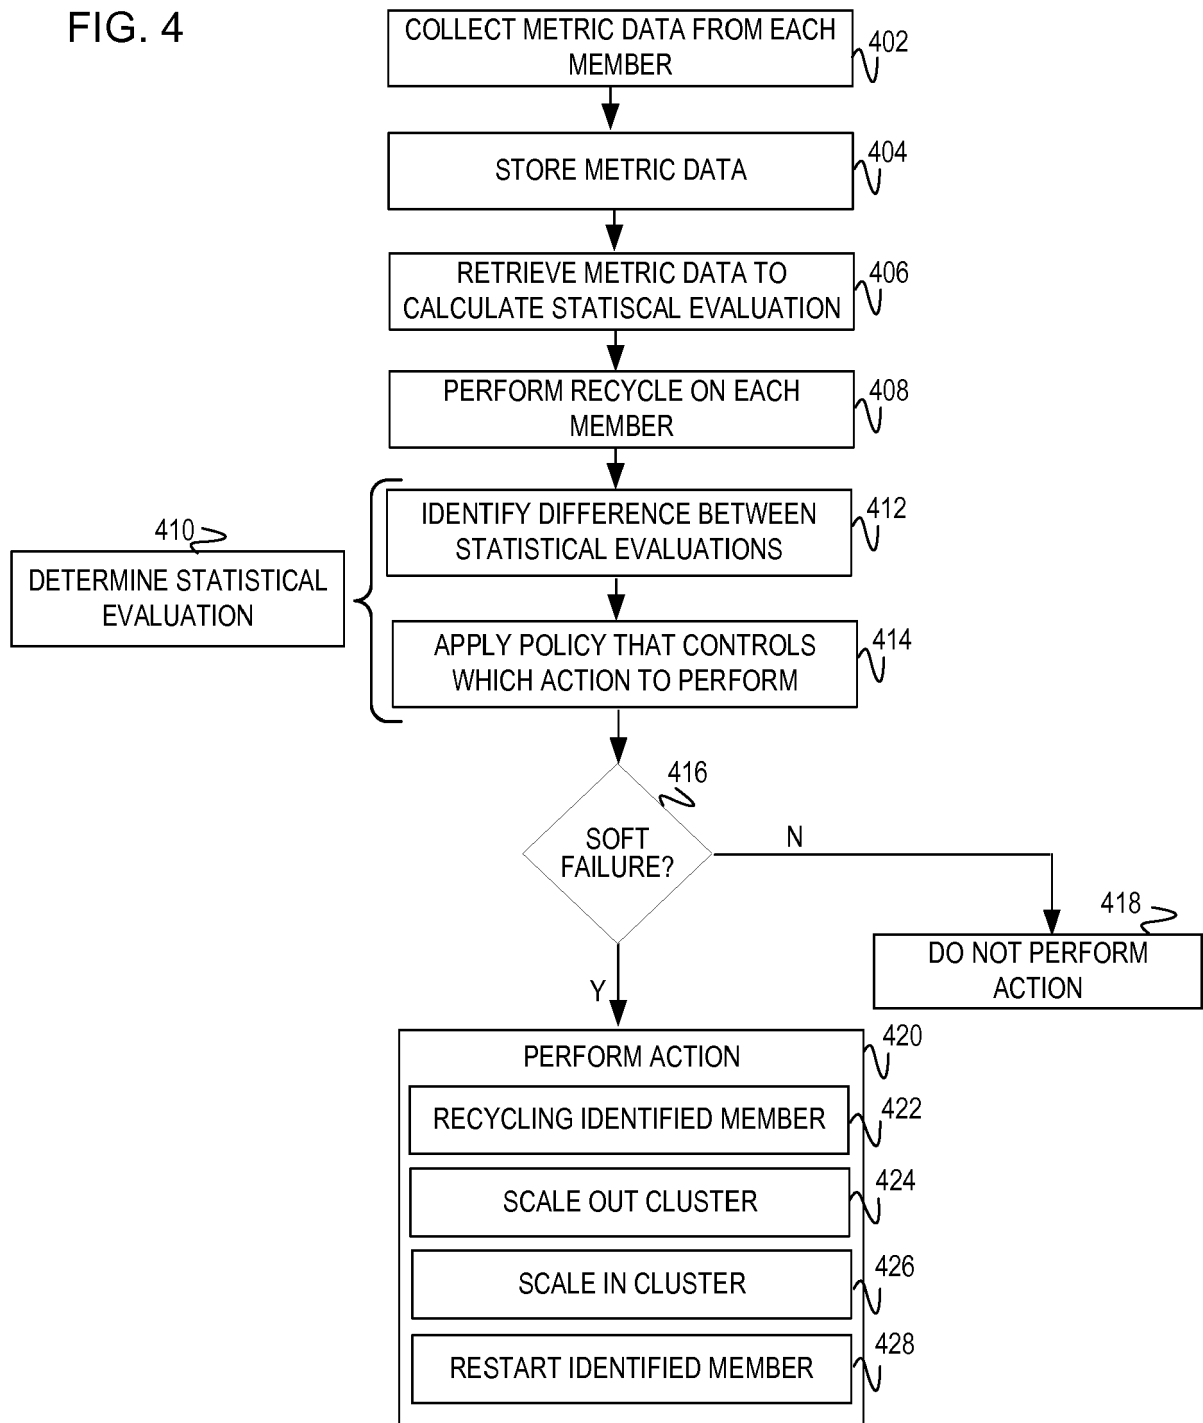 FIG. 4
COLLECT METRIC DATA FROM EACH
MEMBER
402
STORE METRIC DATA
404
RETRIEVE METRIC DATA TO
CALCULATE STATISCAL EVALUATION
406
PERFORM RECYCLE ON EACH
MEMBER
408
410
DETERMINE STATISTICAL
EVALUATION
IDENTIFY DIFFERENCE BETWEEN
STATISTICAL EVALUATIONS
412
APPLY POLICY THAT CONTROLS
WHICH ACTION TO PERFORM
414
416
SOFT
FAILURE?
N
418
DO NOT PERFORM
ACTION
Y
PERFORM ACTION
420
RECYCLING IDENTIFIED MEMBER
422
SCALE OUT CLUSTER
424
SCALE IN CLUSTER
426
RESTART IDENTIFIED MEMBER
428